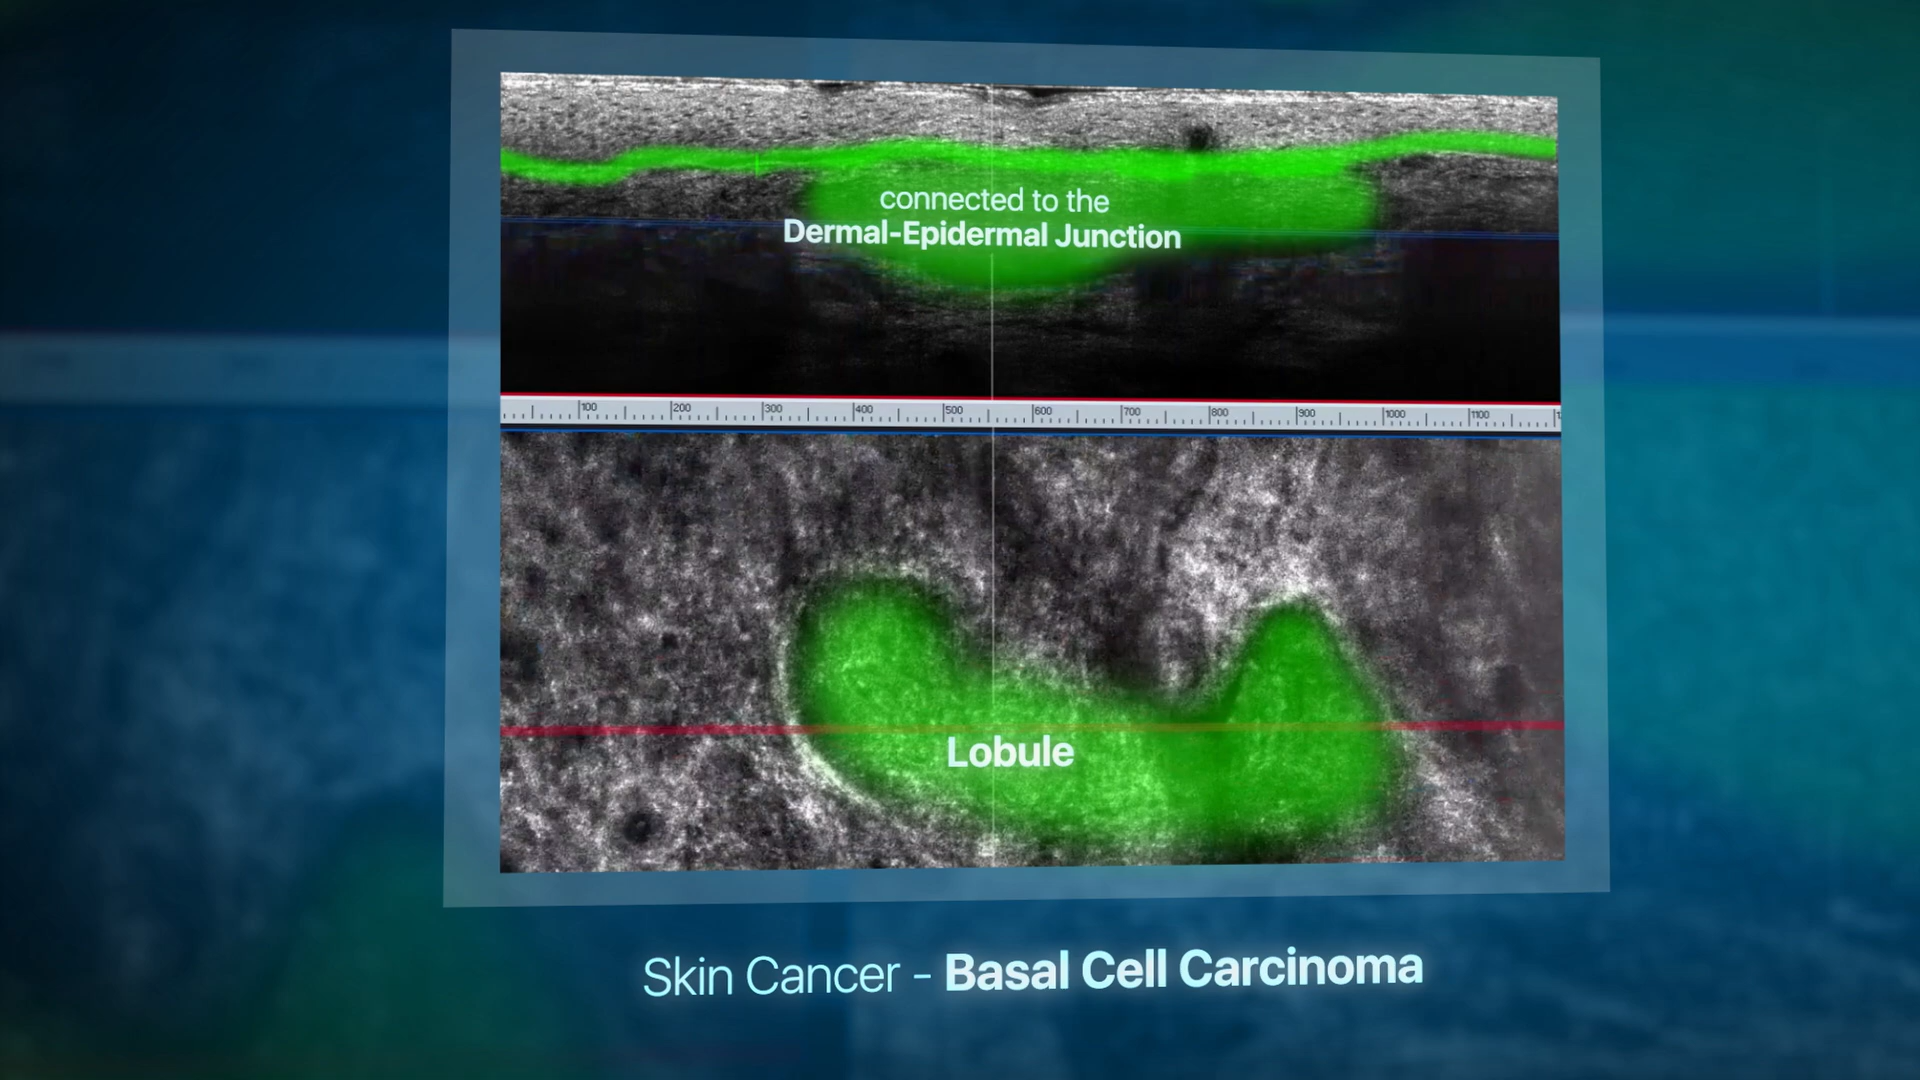 connected to the
Dermal-Epidermal Junction
100 200 300 400 500 600 700 800 900 1000 1100
Lobule
Skin Cancer - Basal Cell Carcinoma